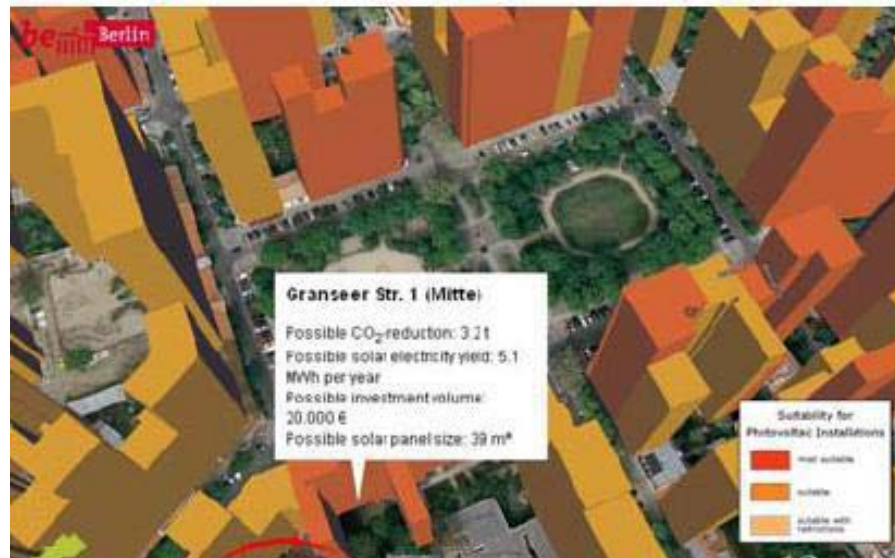 be Berlin
Granseer Str. 1 (Mitte)
Possible CO₂-reduction: 3.2 t
Possible solar electricity yield: 5.1
MWh per year
Possible investment volume:
20.000 €
Possible solar panel size: 39 m²
Suitability for
Photovoltaic Installations
most suitable
suitable
suitable with
restrictions